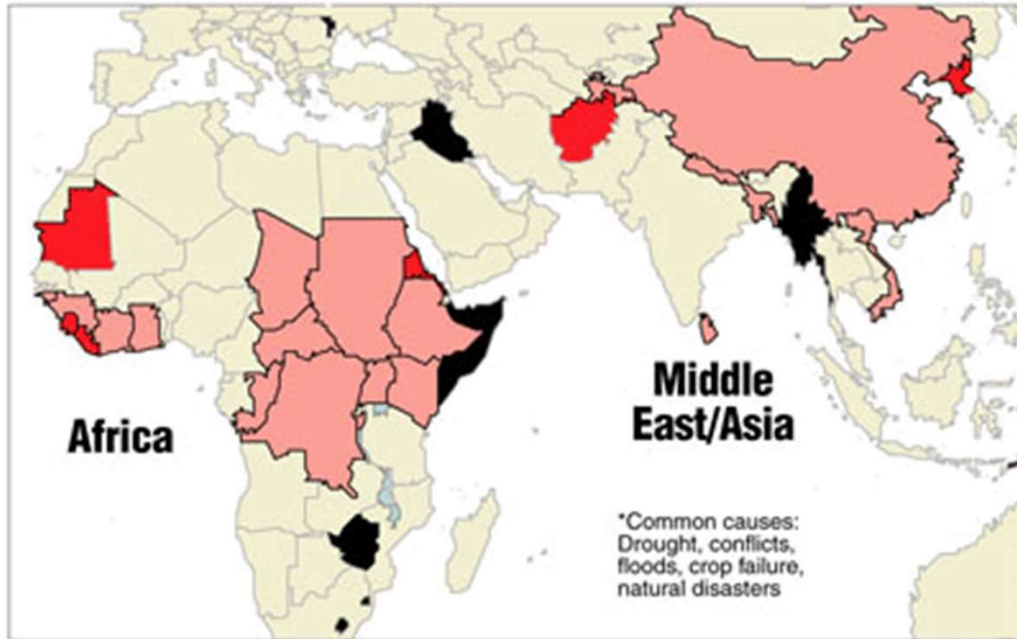 Africa
Middle
East/Asia
*Common causes:
Drought, conflicts,
floods, crop failure,
natural disasters